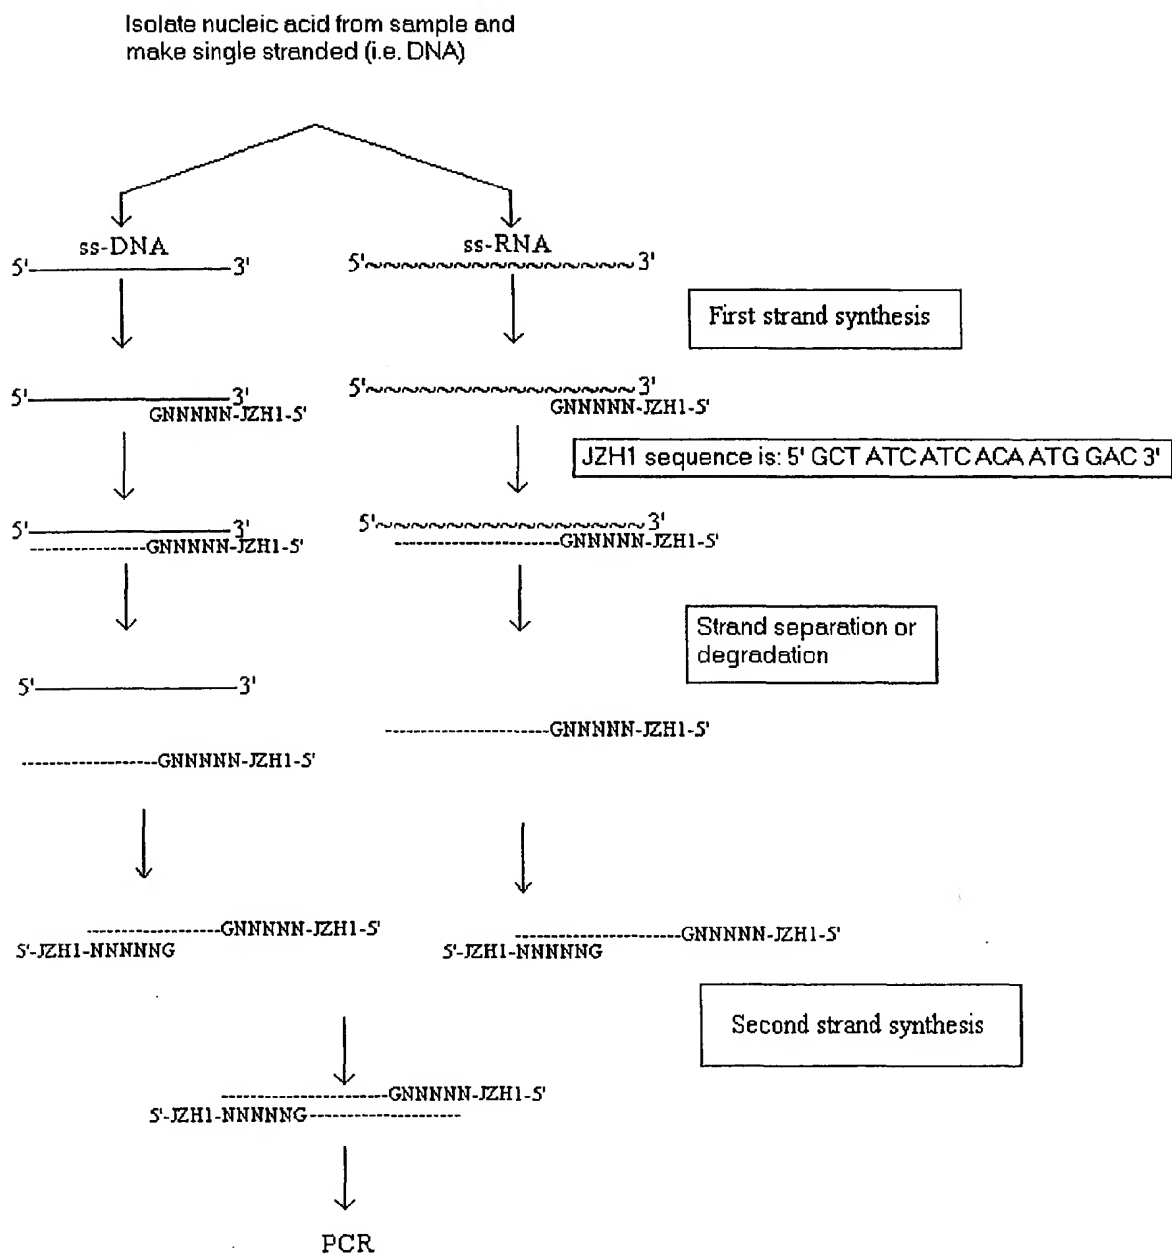 Isolate nucleic acid from sample and
make single stranded (i.e. DNA)
ss-DNA
ss-RNA
5' 3'
5'~~~~~~~~~~~~~~~~3'
First strand synthesis
5' 3'
GNNNNN-JZH1-5'
5'~~~~~~~~~~~~~~~~3'
GNNNNN-JZH1-5'
JZH1 sequence is: 5' GCT ATC ATC ACA ATG GAC 3'
5' 3'
-----------------GNNNNN-JZH1-5'
5'~~~~~~~~~~~~~~~~3'
--------------------GNNNNN-JZH1-5'
Strand separation or
degradation
5' 3'
--------------------GNNNNN-JZH1-5'
-----------------GNNNNN-JZH1-5'
-----------------GNNNNN-JZH1-5'
5'-JZH1-NNNNNG
--------------------GNNNNN-JZH1-5'
5'-JZH1-NNNNNG
Second strand synthesis
--------------------GNNNNN-JZH1-5'
5'-JZH1-NNNNNG--------------------
PCR